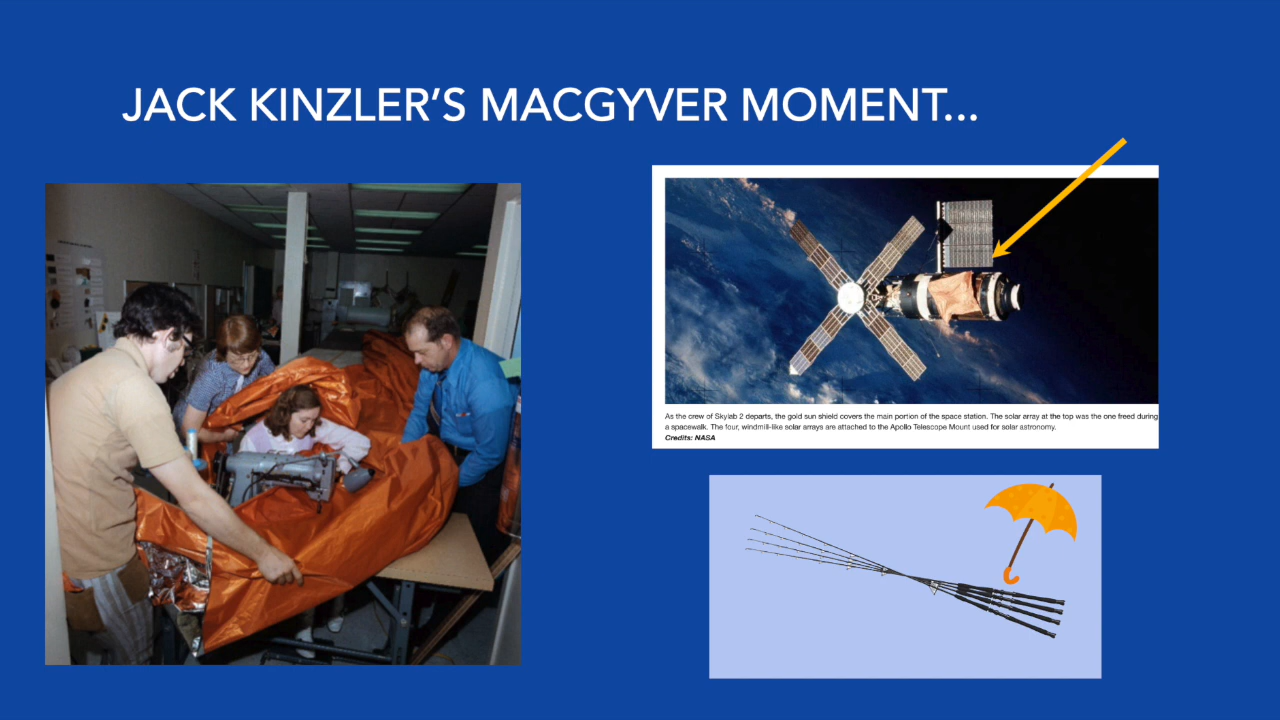 JACK KINZLER’S MACGYVER MOMENT...
As the crew of Skylab 2 departs, the gold sun shield covers the main portion of the space station. The solar array at the top was the one freed during
a spacewalk. The four, windmill-like solar arrays are attached to the Apollo Telescope Mount used for solar astronomy.
Credits: NASA